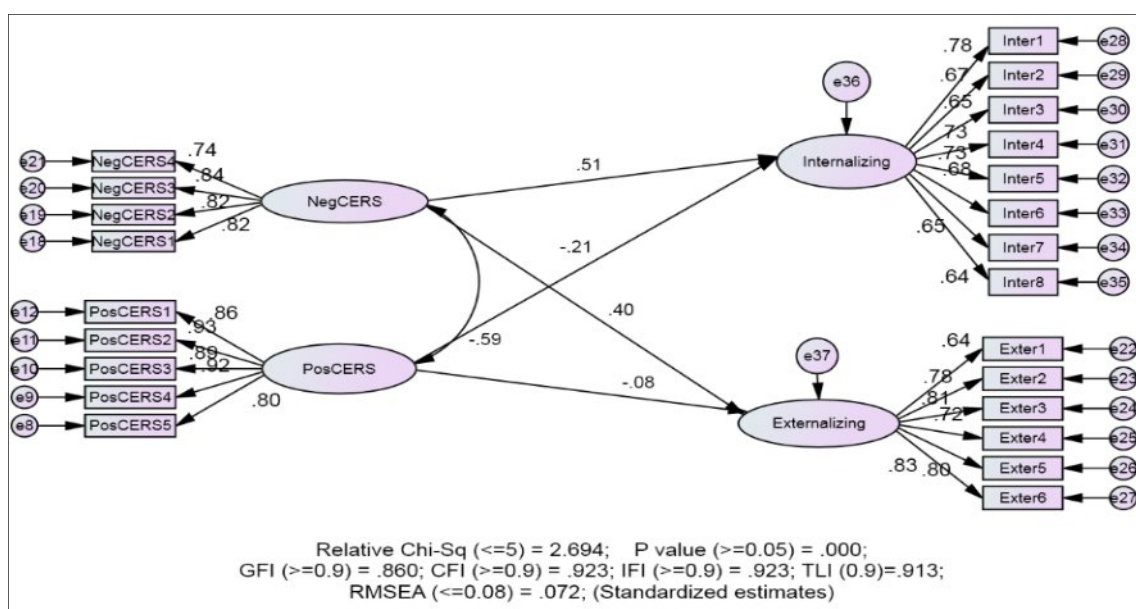 .78 Inter1 e28
.67 Inter2 e29
.65 Inter3 e30
.73 Inter4 e31
.73 Inter5 e32
.68 Inter6 e33
.65 Inter7 e34
.64 Inter8 e35
e36
Internalizing
e21 NegCERS4 .74
e20 NegCERS3 .84
e19 NegCERS2 .82
e18 NegCERS1 .82
NegCERS
.51
-.21
.40
-.59
-.08
e12 PosCERS1 .86
e11 PosCERS2 .93
e10 PosCERS3 .89
e9 PosCERS4 .92
e8 PosCERS5 .80
PosCERS
e37
Externalizing
.64 Exter1 e22
.78 Exter2 e23
.81 Exter3 e24
.72 Exter4 e25
.83 Exter5 e26
.80 Exter6 e27
Relative Chi-Sq (<=5) = 2.694; P value (>=0.05) = .000;
GFI (>=0.9) = .860; CFI (>=0.9) = .923; IFI (>=0.9) = .923; TLI (0.9)=.913;
RMSEA (<=0.08) = .072; (Standardized estimates)